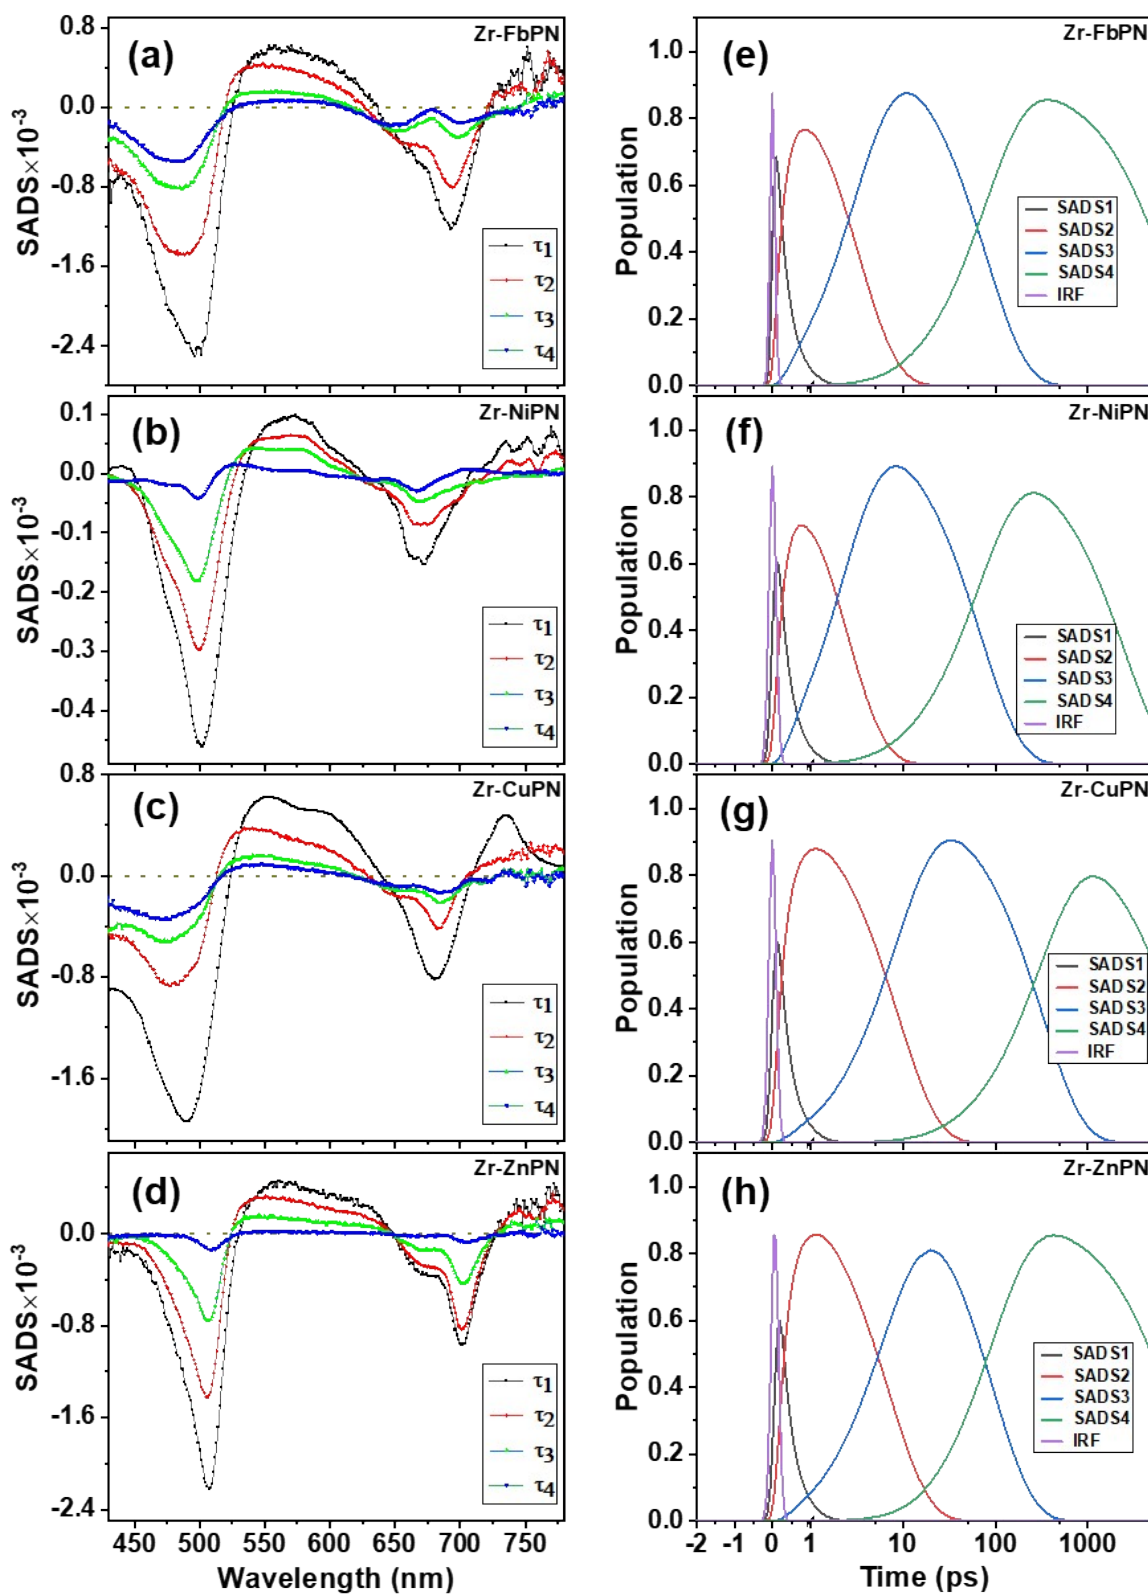 (a) Zr-FbPN
0.8
0.0
-0.8
-1.6
-2.4
SADS×10⁻³
τ1
τ2
τ3
τ4
(e) Zr-FbPN
1.0
0.8
0.6
0.4
0.2
0.0
Population
SADS1
SADS2
SADS3
SADS4
IRF
(b) Zr-NiPN
0.1
0.0
-0.1
-0.2
-0.3
-0.4
SADS×10⁻³
τ1
τ2
τ3
τ4
(f) Zr-NiPN
1.0
0.8
0.6
0.4
0.2
0.0
Population
SADS1
SADS2
SADS3
SADS4
IRF
(c) Zr-CuPN
0.8
0.0
-0.8
-1.6
SADS×10⁻³
τ1
τ2
τ3
τ4
(g) Zr-CuPN
1.0
0.8
0.6
0.4
0.2
0.0
Population
SADS1
SADS2
SADS3
SADS4
IRF
(d) Zr-ZnPN
0.0
-0.8
-1.6
-2.4
SADS×10⁻³
τ1
τ2
τ3
τ4
450 500 550 600 650 700 750
Wavelength (nm)
(h) Zr-ZnPN
1.0
0.8
0.6
0.4
0.2
0.0
Population
SADS1
SADS2
SADS3
SADS4
IRF
-2 -1 0 1 10 100 1000
Time (ps)